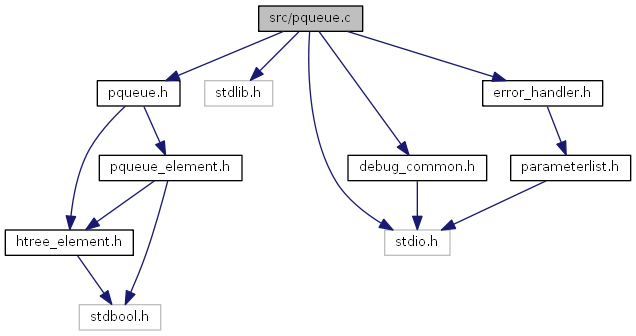 src/pqueue.c
pqueue.h
stdlib.h
error_handler.h
pqueue_element.h
debug_common.h
parameterlist.h
htree_element.h
stdio.h
stdbool.h